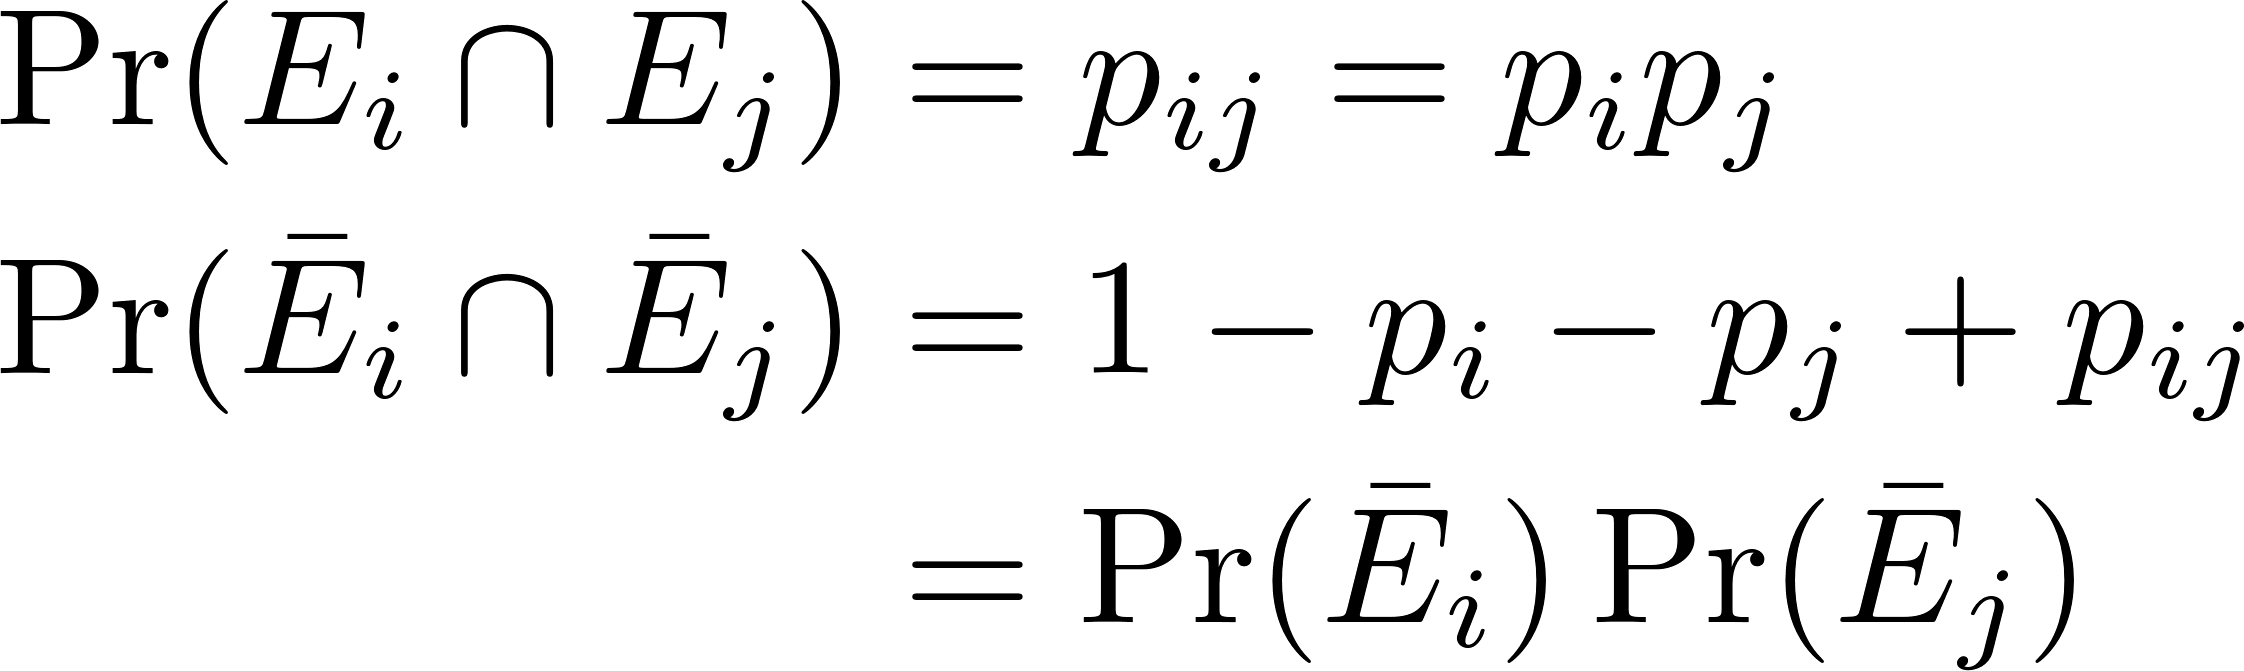 Pr(E_i ∩ E_j) = p_{ij} = p_i p_j
Pr(Ē_i ∩ Ē_j) = 1 − p_i − p_j + p_{ij}
= Pr(Ē_i) Pr(Ē_j)